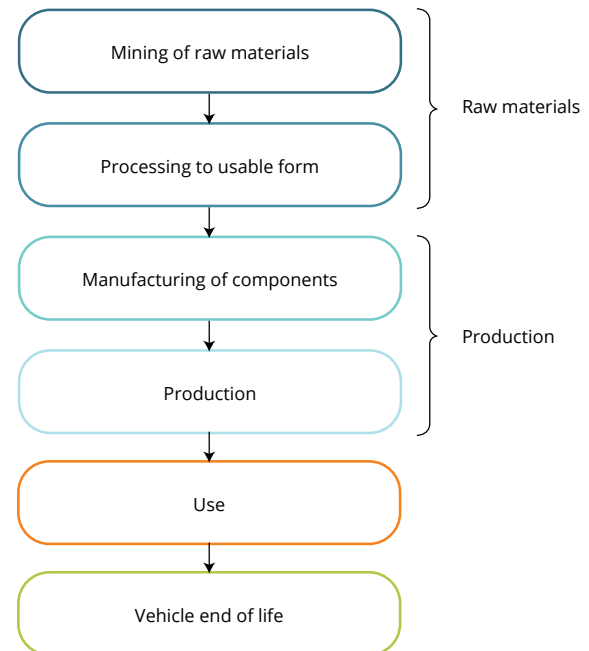 Mining of raw materials
Raw materials
Processing to usable form
Manufacturing of components
Production
Production
Use
Vehicle end of life